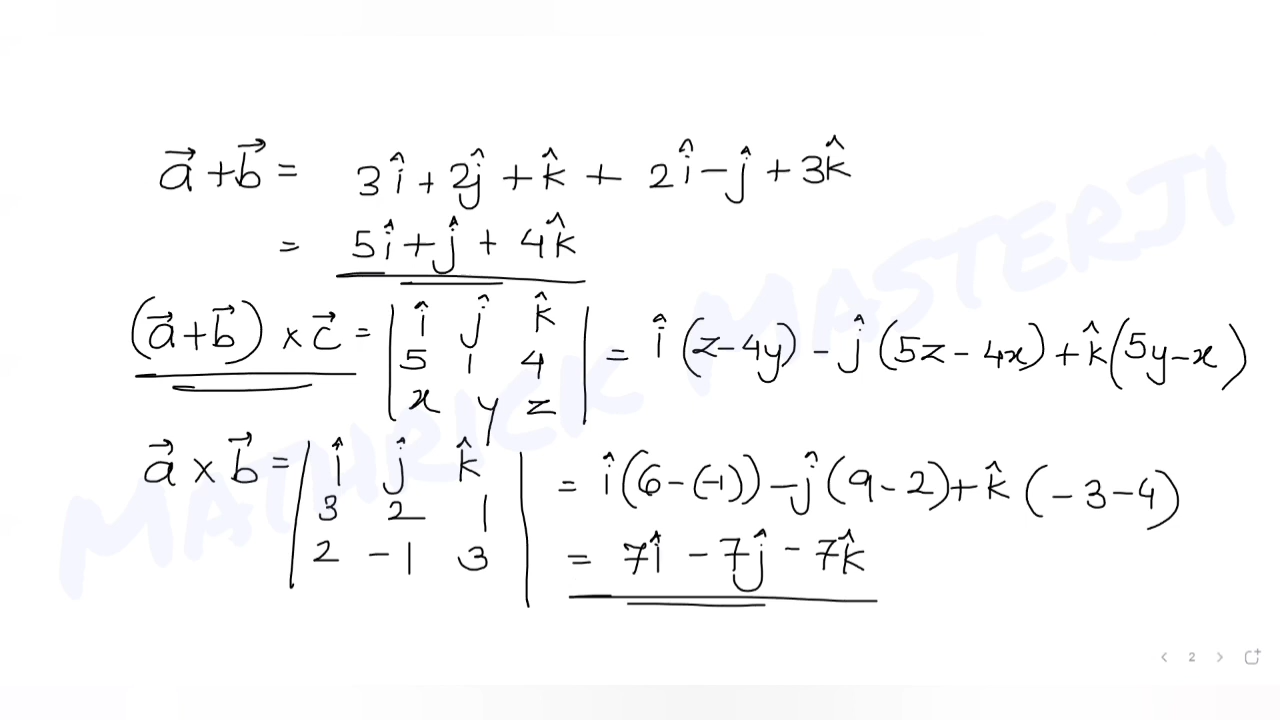 a⃗ + b⃗ = 3î + 2ĵ + k̂ + 2î - ĵ + 3k̂
= 5î + ĵ + 4k̂
(a⃗ + b⃗) × c⃗ = | î ĵ k̂ | = î (z - 4y) - ĵ (5z - 4x) + k̂ (5y - x)
5 1 4
x y z
a⃗ × b⃗ = | î ĵ k̂ | = î (6 - (-1)) - ĵ (9 - 2) + k̂ (-3 - 4)
3 2 1
2 -1 3
= 7î - 7ĵ - 7k̂
MATHRICK MASTERJI
< 2 >